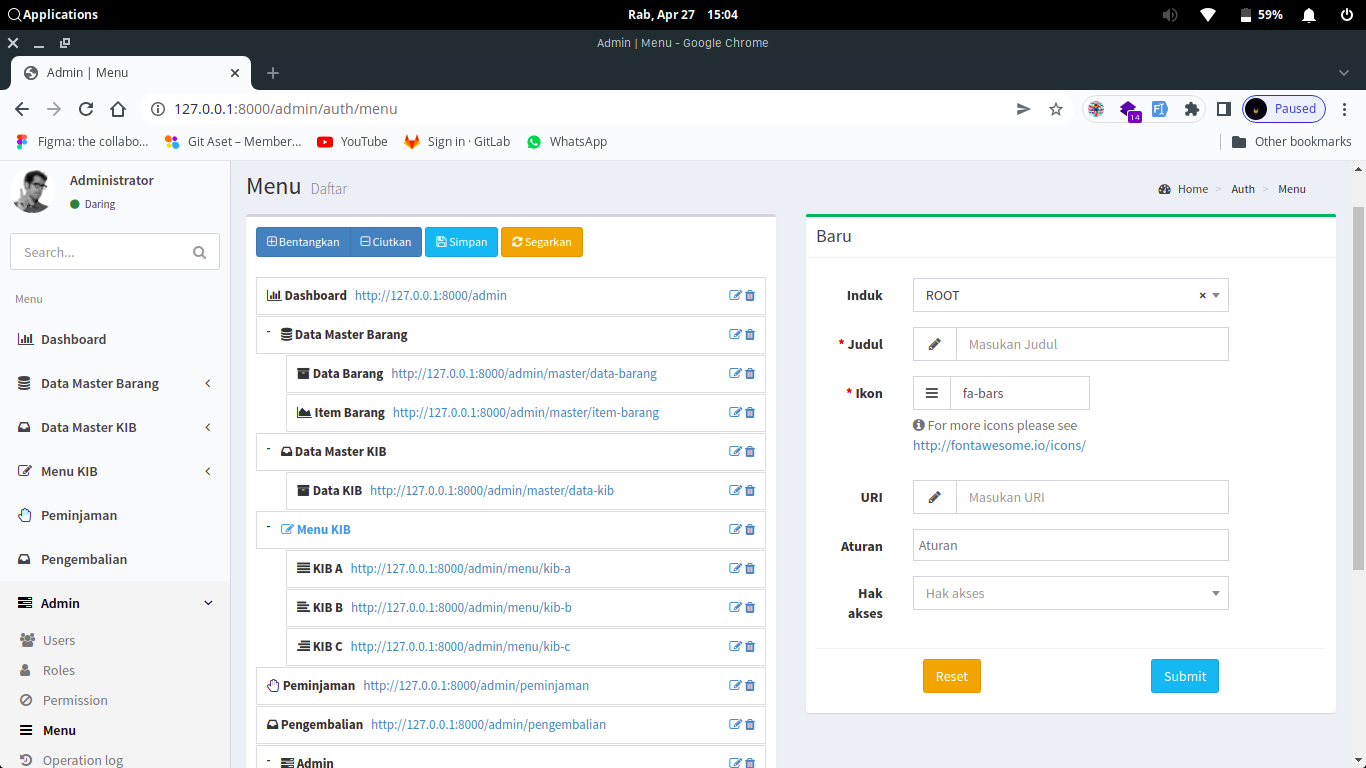 Applications
Rab, Apr 27 15:04
59%
Admin | Menu - Google Chrome
Admin | Menu
127.0.0.1:8000/admin/auth/menu
14
Paused
Figma: the collabo...
Git Aset – Member...
YouTube
Sign in · GitLab
WhatsApp
Other bookmarks
Administrator
Daring
Search...
Menu
Dashboard
Data Master Barang
Data Master KIB
Menu KIB
Peminjaman
Pengembalian
Admin
Users
Roles
Permission
Menu
Operation log
Menu Daftar
Home > Auth > Menu
Bentangkan
Ciutkan
Simpan
Segarkan
Dashboard http://127.0.0.1:8000/admin
- Data Master Barang
Data Barang http://127.0.0.1:8000/admin/master/data-barang
Item Barang http://127.0.0.1:8000/admin/master/item-barang
- Data Master KIB
Data KIB http://127.0.0.1:8000/admin/master/data-kib
- Menu KIB
KIB A http://127.0.0.1:8000/admin/menu/kib-a
KIB B http://127.0.0.1:8000/admin/menu/kib-b
KIB C http://127.0.0.1:8000/admin/menu/kib-c
Peminjaman http://127.0.0.1:8000/admin/peminjaman
Pengembalian http://127.0.0.1:8000/admin/pengembalian
- Admin
Baru
Induk
ROOT
×
* Judul
Masukan Judul
* Ikon
fa-bars
For more icons please see
http://fontawesome.io/icons/
URI
Masukan URI
Aturan
Aturan
Hak
akses
Hak akses
Reset
Submit